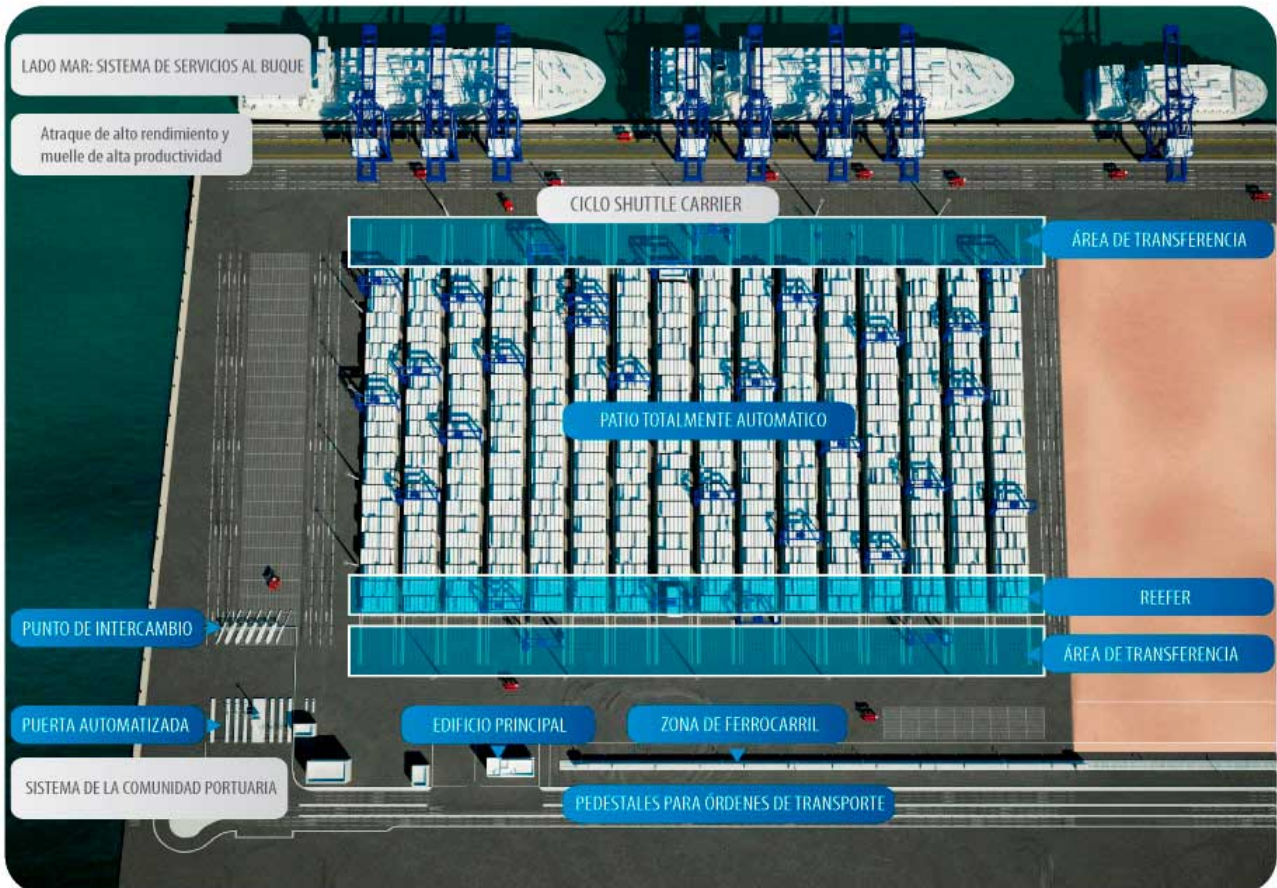 LADO MAR: SISTEMA DE SERVICIOS AL BUQUE
Atraque de alto rendimiento y
muelle de alta productividad
CICLO SHUTTLE CARRIER
ÁREA DE TRANSFERENCIA
PATIO TOTALMENTE AUTOMÁTICO
REEFER
PUNTO DE INTERCAMBIO
ÁREA DE TRANSFERENCIA
PUERTA AUTOMATIZADA
EDIFICIO PRINCIPAL
ZONA DE FERROCARRIL
SISTEMA DE LA COMUNIDAD PORTUARIA
PEDESTALES PARA ÓRDENES DE TRANSPORTE